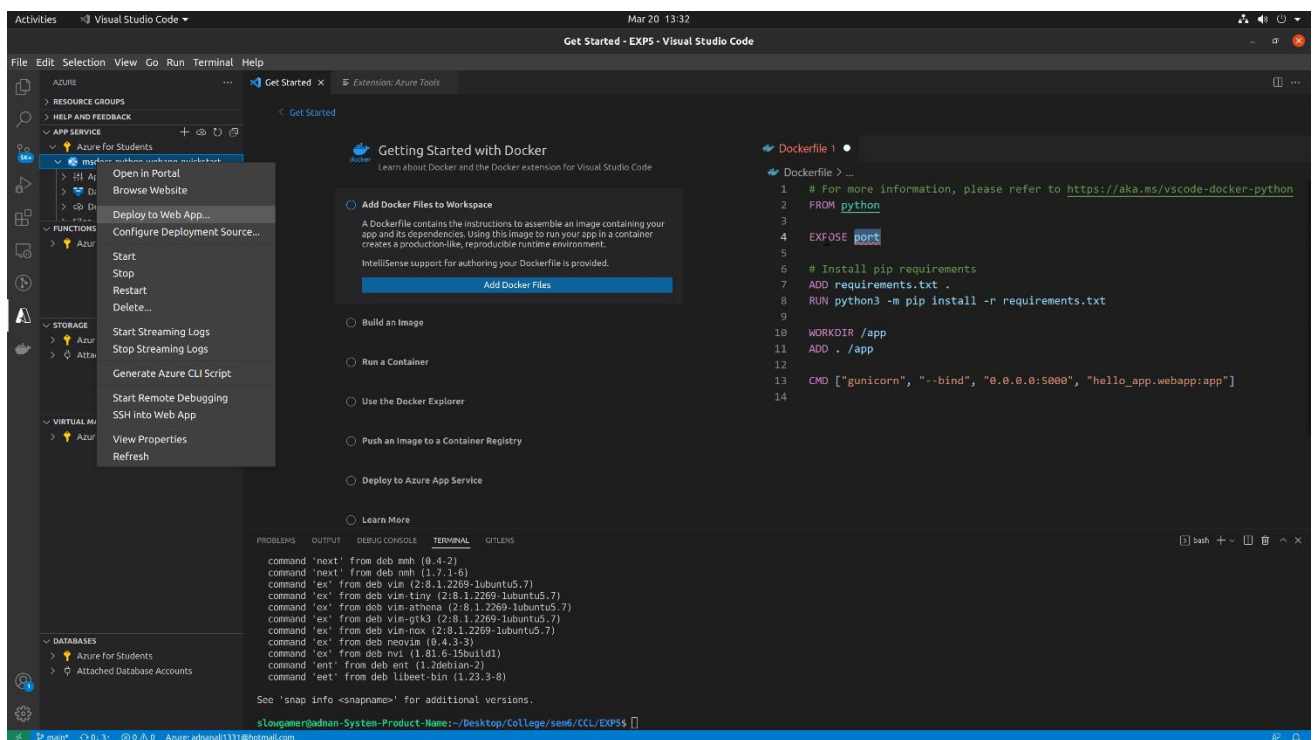 Activities Visual Studio Code Mar 20 13:32
Get Started - EXP5 - Visual Studio Code
File Edit Selection View Go Run Terminal Help
AZURE
RESOURCE GROUPS
HELP AND FEEDBACK
APP SERVICE
Azure for Students
msdocs-python-webapp-quickstart
FUNCTIONS
Azur
STORAGE
Azur
Atta
VIRTUAL MA
Azur
DATABASES
Azure for Students
Attached Database Accounts
5K+
Open in Portal
Browse Website
Deploy to Web App...
Configure Deployment Source...
Start
Stop
Restart
Delete...
Start Streaming Logs
Stop Streaming Logs
Generate Azure CLI Script
Start Remote Debugging
SSH into Web App
View Properties
Refresh
Get Started Extension: Azure Tools
Get Started
docker
Getting Started with Docker
Learn about Docker and the Docker extension for Visual Studio Code
Add Docker Files to Workspace
A Dockerfile contains the instructions to assemble an image containing your
app and its dependencies. Using this image to run your app in a container
creates a production-like, reproducible runtime environment.
IntelliSense support for authoring your Dockerfile is provided.
Add Docker Files
Build an Image
Run a Container
Use the Docker Explorer
Push an Image to a Container Registry
Deploy to Azure App Service
Learn More
Dockerfile 1
Dockerfile > ...
1 # For more information, please refer to https://aka.ms/vscode-docker-python
2 FROM python
3
4 EXPOSE port
5
6 # Install pip requirements
7 ADD requirements.txt .
8 RUN python3 -m pip install -r requirements.txt
9
10 WORKDIR /app
11 ADD . /app
12
13 CMD ["gunicorn", "--bind", "0.0.0.0:5000", "hello_app.webapp:app"]
14
PROBLEMS OUTPUT DEBUG CONSOLE TERMINAL GITLENS bash
command 'next' from deb mmh (0.4-2)
command 'next' from deb nmh (1.7.1-6)
command 'ex' from deb vim (2:8.1.2269-1ubuntu5.7)
command 'ex' from deb vim-tiny (2:8.1.2269-1ubuntu5.7)
command 'ex' from deb vim-athena (2:8.1.2269-1ubuntu5.7)
command 'ex' from deb vim-gtk3 (2:8.1.2269-1ubuntu5.7)
command 'ex' from deb vim-nox (2:8.1.2269-1ubuntu5.7)
command 'ex' from deb neovim (0.4.3-3)
command 'ex' from deb nvi (1.81.6-15build1)
command 'ent' from deb ent (1.2debian-2)
command 'eet' from deb libeet-bin (1.23.3-8)
See 'snap info <snapname>' for additional versions.
slowgamer@adnan-System-Product-Name:~/Desktop/College/sem6/CCL/EXP5$
main* 0 0 Azure: adnanali1331@hotmail.com